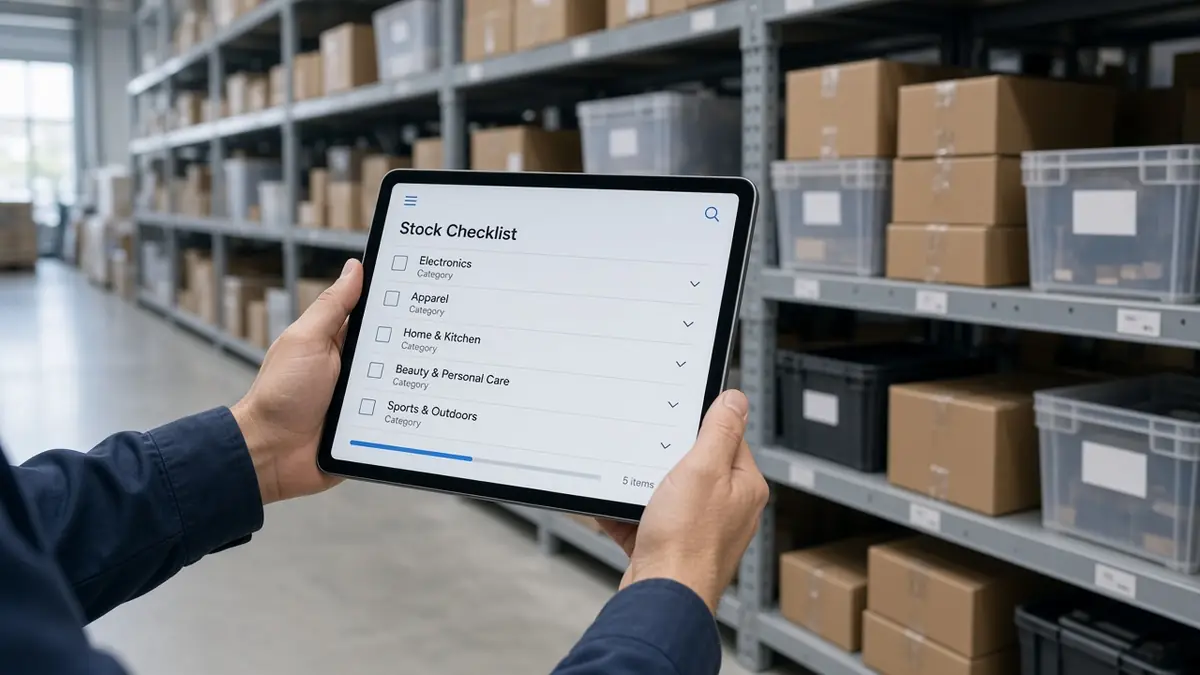 Stock Checklist
Electronics
Category
Apparel
Category
Home & Kitchen
Category
Beauty & Personal Care
Category
Sports & Outdoors
Category
5 items